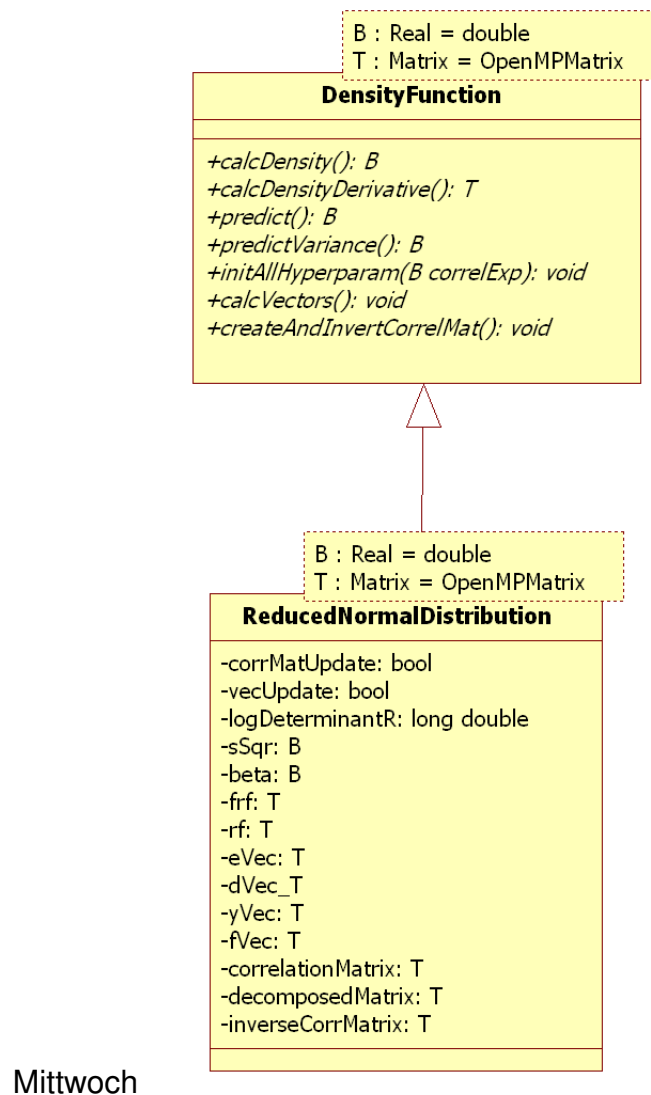 B : Real = double
T : Matrix = OpenMPMatrix
DensityFunction
+calcDensity(): B
+calcDensityDerivative(): T
+predict(): B
+predictVariance(): B
+initAllHyperparam(B correlExp): void
+calcVectors(): void
+createAndInvertCorrelMat(): void
B : Real = double
T : Matrix = OpenMPMatrix
ReducedNormalDistribution
-corrMatUpdate: bool
-vecUpdate: bool
-logDeterminantR: long double
-sSqr: B
-beta: B
-frf: T
-rf: T
-eVec: T
-dVec_T
-yVec: T
-fVec: T
-correlationMatrix: T
-decomposedMatrix: T
-inverseCorrMatrix: T
Mittwoch